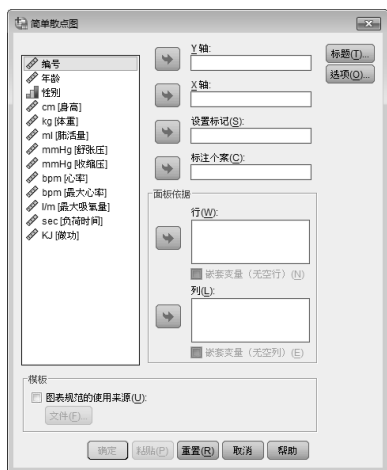 简单散点图
编号
年龄
性别
cm [身高]
kg [体重]
ml [肺活量]
mmHg [舒张压]
mmHg [收缩压]
bpm [心率]
bpm [最大心率]
l/m [最大吸氧量]
sec [负荷时间]
KJ [做功]
Y 轴:
X 轴:
设置标记(S):
标注个案(C):
标题(T)...
选项(O)...
面板依据
行(W):
嵌套变量（无空行）(N)
列(L):
嵌套变量（无空列）(E)
模板
图表规范的使用来源(U):
文件(F)...
确定 粘贴(P) 重置(R) 取消 帮助